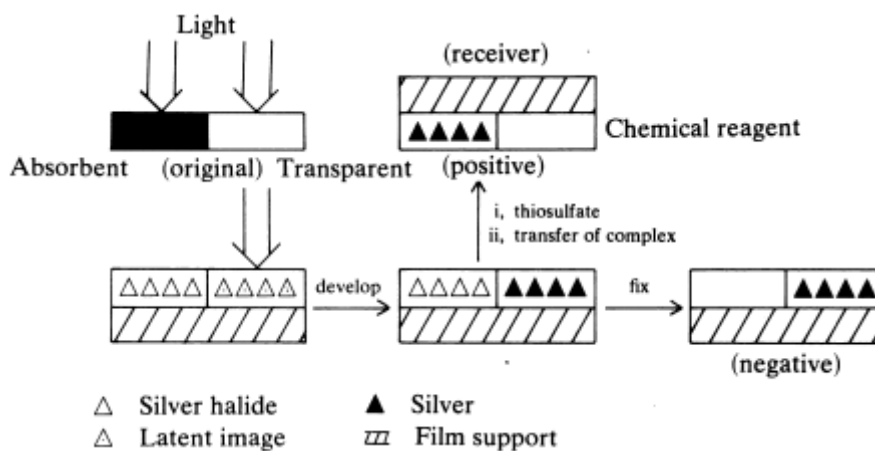 Light
(receiver)
Chemical reagent
Absorbent (original) Transparent
(positive)
i, thiosulfate
ii, transfer of complex
develop
fix
(negative)
Silver halide
Silver
Latent image
Film support